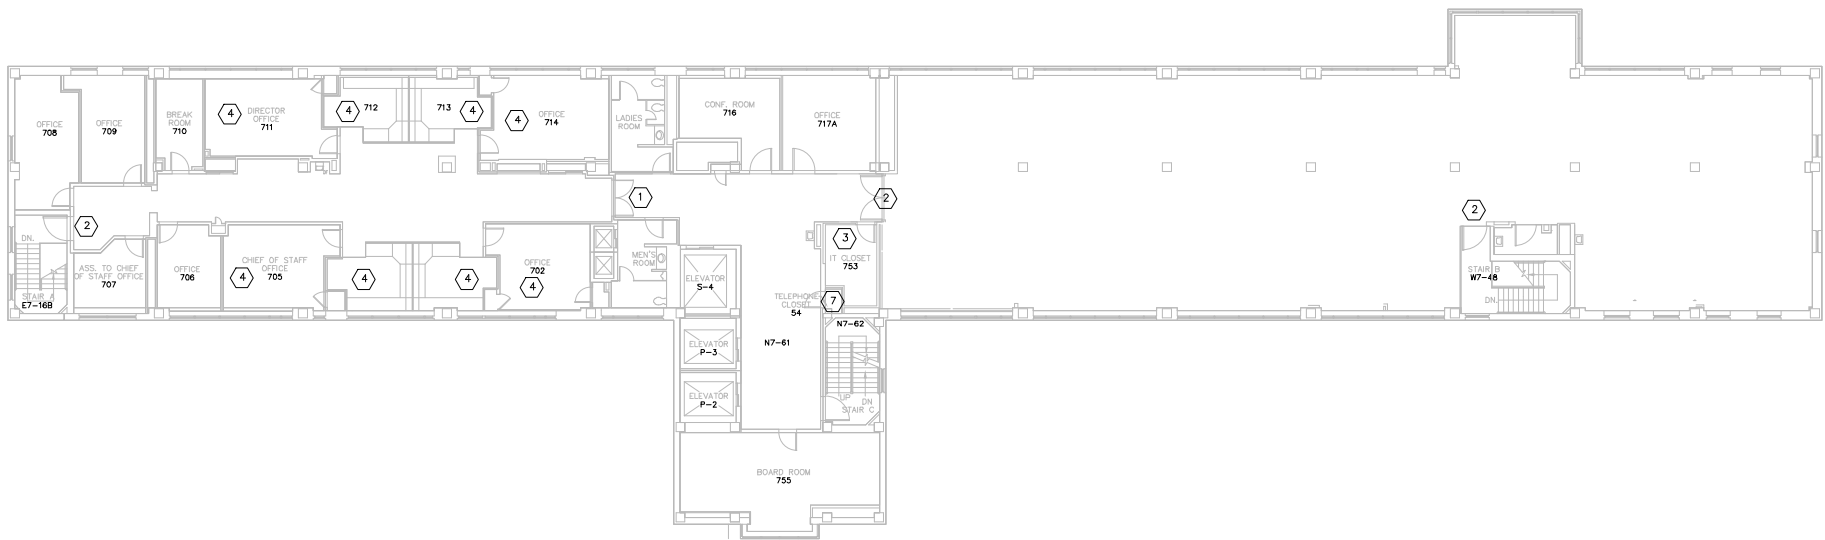 CONF. ROOM
716
4
712
713
4
4
DIRECTOR
OFFICE
711
4
OFFICE
714
BREAK
ROOM
710
OFFICE
717A
OFFICE
708
OFFICE
709
LADIES
ROOM
1
2
2
2
DN.
3
IT CLOSET
753
MEN'S
ROOM
CHIEF OF STAFF
OFFICE
705
4
OFFICE
702
4
4
4
OFFICE
706
ASS. TO CHIEF
OF STAFF OFFICE
707
STAIR B
W7-48
DN.
ELEVATOR
S-4
STAIR A
E7-16B
TELEPHONE
CLOSET
54
7
N7-62
N7-61
ELEVATOR
P-3
ELEVATOR
P-2
UP
DN
STAIR C
BOARD ROOM
755